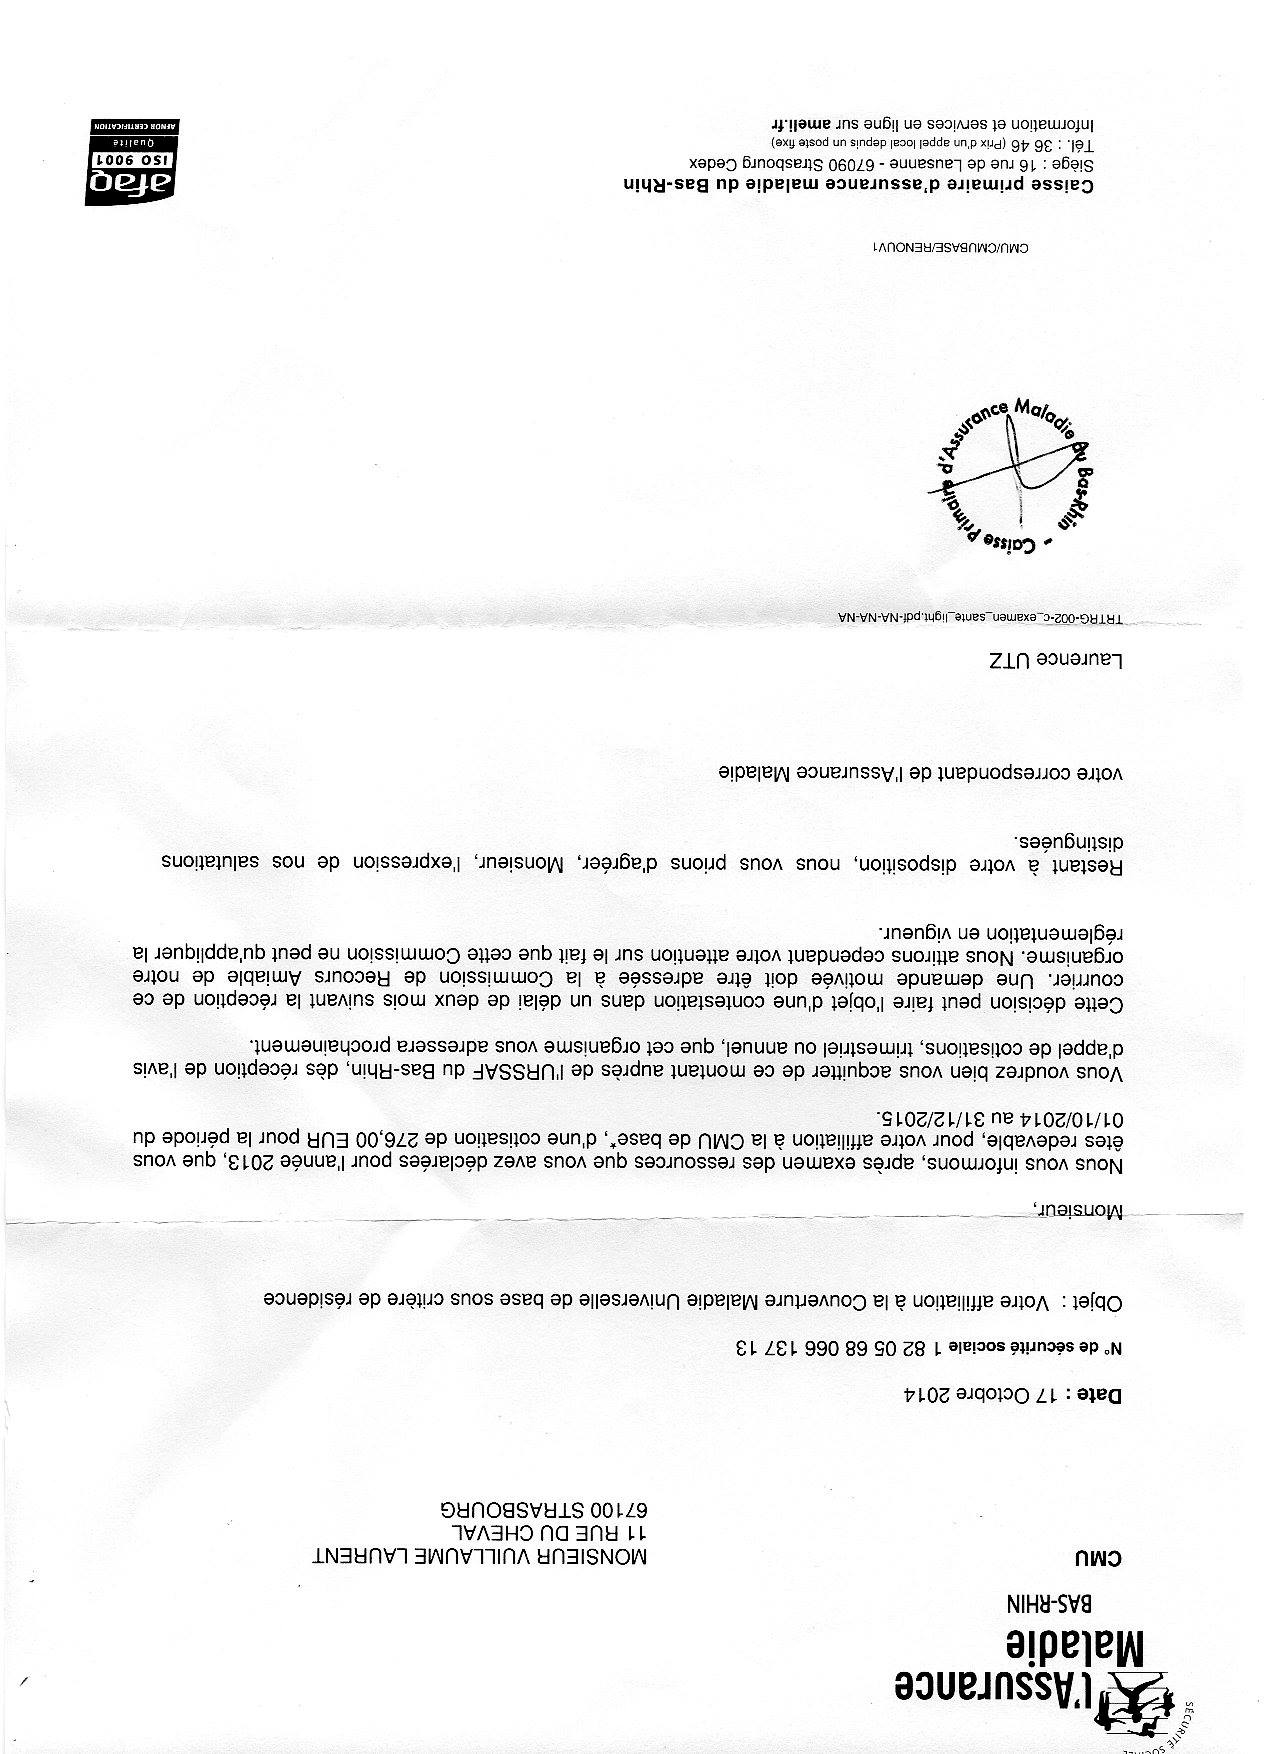 SÉCURITÉ SOCIALE
l'Assurance
Maladie
BAS-RHIN
CMU
MONSIEUR VUILLAUME LAURENT
11 RUE DU CHEVAL
67100 STRASBOURG
Date : 17 Octobre 2014
N° de sécurité sociale 1 82 05 68 066 137 13
Objet : Votre affiliation à la Couverture Maladie Universelle de base sous critère de résidence
Monsieur,
Nous vous informons, après examen des ressources que vous avez déclarées pour l'année 2013, que vous
êtes redevable, pour votre affiliation à la CMU de base*, d'une cotisation de 276,00 EUR pour la période du
01/10/2014 au 31/12/2015.
Vous voudrez bien vous acquitter de ce montant auprès de l'URSSAF du Bas-Rhin, dès réception de l'avis
d'appel de cotisations, trimestriel ou annuel, que cet organisme vous adressera prochainement.
Cette décision peut faire l'objet d'une contestation dans un délai de deux mois suivant la réception de ce
courrier. Une demande motivée doit être adressée à la Commission de Recours Amiable de notre
organisme. Nous attirons cependant votre attention sur le fait que cette Commission ne peut qu'appliquer la
réglementation en vigueur.
Restant à votre disposition, nous vous prions d'agréer, Monsieur, l'expression de nos salutations
distinguées.
votre correspondant de l'Assurance Maladie
Laurence UTZ
TRTRG-002-c_examen_sante_light.pdf-NA-NA-NA
Caisse Primaire d'Assurance Maladie du Bas-Rhin -
CMU/CMUBASE/RENOUV1
Caisse primaire d'assurance maladie du Bas-Rhin
Siège : 16 rue de Lausanne - 67090 Strasbourg Cedex
Tél. : 36 46 (Prix d'un appel local depuis un poste fixe)
Information et services en ligne sur ameli.fr
afaq
ISO 9001
Qualité
AFNOR CERTIFICATION